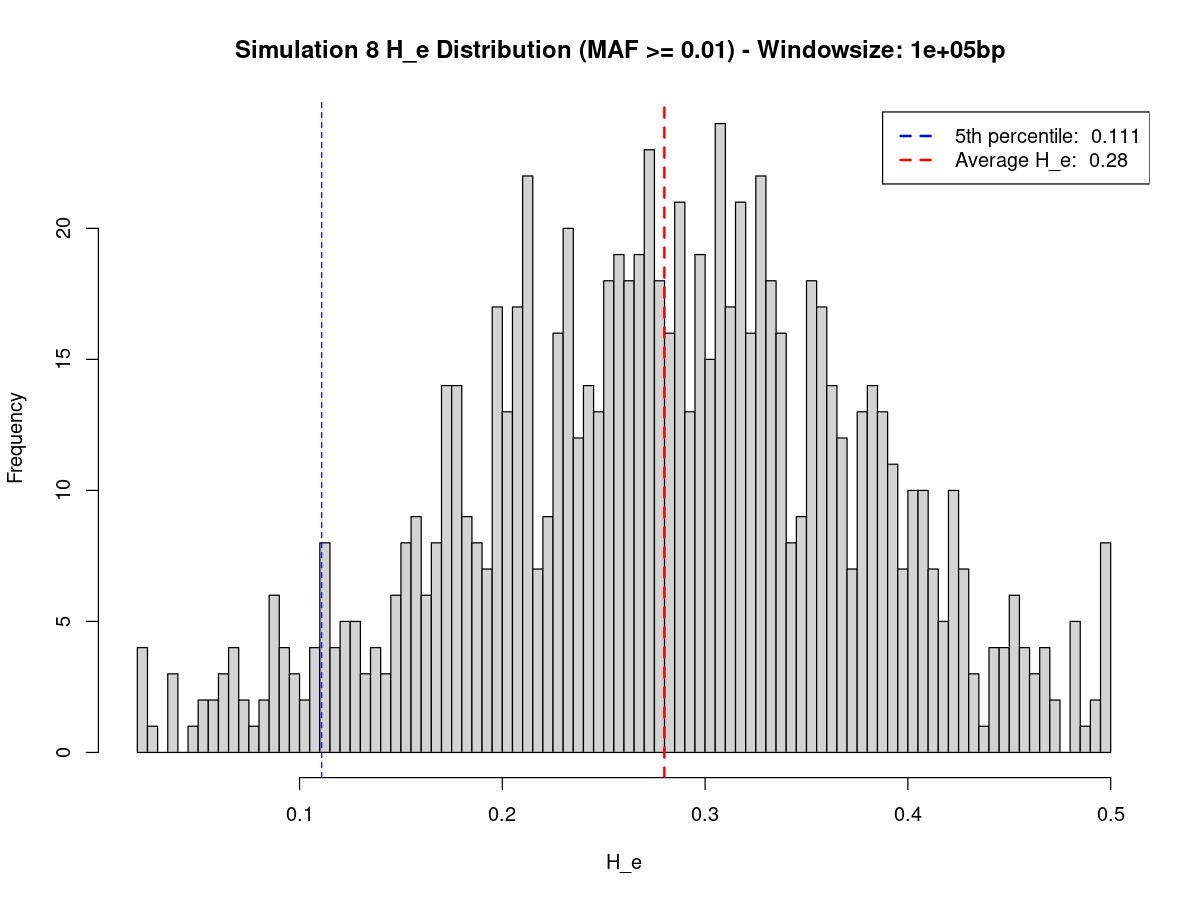 Simulation 8 H_e Distribution (MAF >= 0.01) - Windowsize: 1e+05bp
5th percentile:  0.111
Average H_e:  0.28
Frequency
20
15
10
5
0
0.1 0.2 0.3 0.4 0.5
H_e